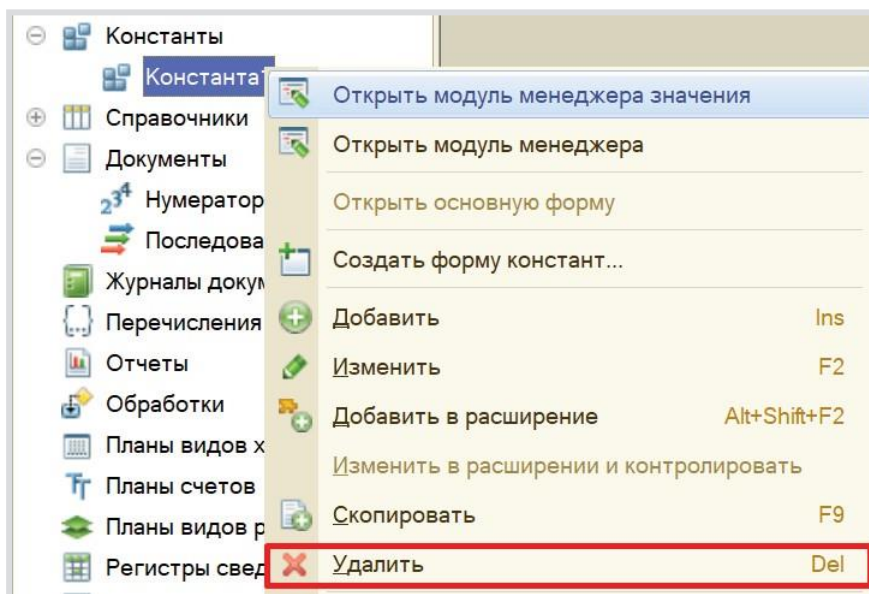 Константы
Константа1
Справочники
Документы
Нумератор
Последова
Журналы докум
Перечисления
Отчеты
Обработки
Планы видов х
Планы счетов
Планы видов р
Регистры свед
Открыть модуль менеджера значения
Открыть модуль менеджера
Открыть основную форму
Создать форму констант...
Добавить Ins
Изменить F2
Добавить в расширение Alt+Shift+F2
Изменить в расширении и контролировать
Скопировать F9
Удалить Del